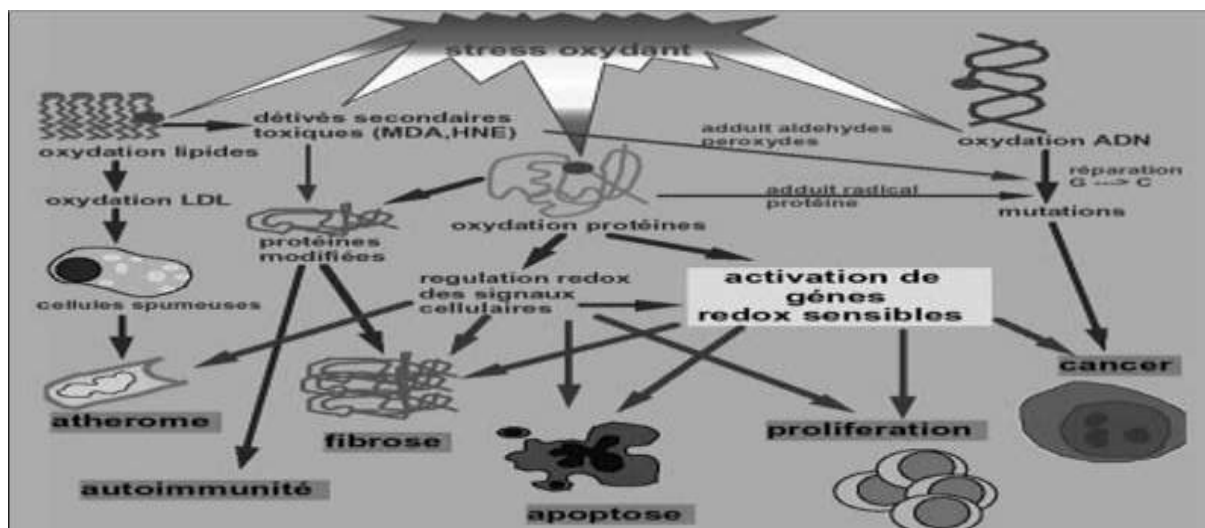 stress oxydant
détivés secondaires
toxiques (MDA,HNE)
oxydation lipides
adduit aldehydes
peroxydes
oxydation ADN
réparation
G ---> C
oxydation LDL
adduit radical
protéine
mutations
oxydation protéines
protéines
modifiées
regulation redox
des signaux
cellulaires
activation de
génes
redox sensibles
cellules spumeuses
cancer
atherome
fibrose
proliferation
autoimmunité
apoptose